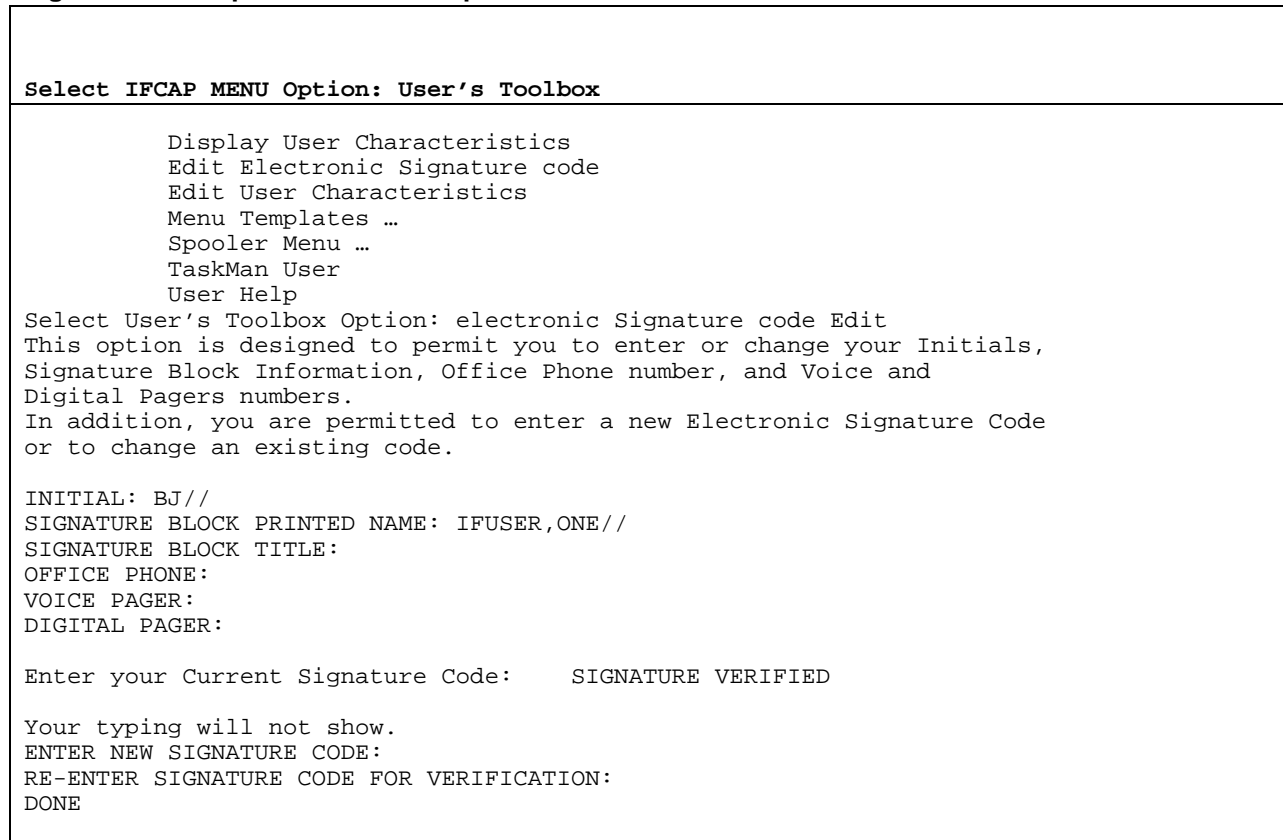 Select IFCAP MENU Option: User’s Toolbox
Display User Characteristics
Edit Electronic Signature code
Edit User Characteristics
Menu Templates …
Spooler Menu …
TaskMan User
User Help
Select User’s Toolbox Option: electronic Signature code Edit
This option is designed to permit you to enter or change your Initials,
Signature Block Information, Office Phone number, and Voice and
Digital Pagers numbers.
In addition, you are permitted to enter a new Electronic Signature Code
or to change an existing code.
INITIAL: BJ//
SIGNATURE BLOCK PRINTED NAME: IFUSER,ONE//
SIGNATURE BLOCK TITLE:
OFFICE PHONE:
VOICE PAGER:
DIGITAL PAGER:
Enter your Current Signature Code:    SIGNATURE VERIFIED
Your typing will not show.
ENTER NEW SIGNATURE CODE:
RE-ENTER SIGNATURE CODE FOR VERIFICATION:
DONE